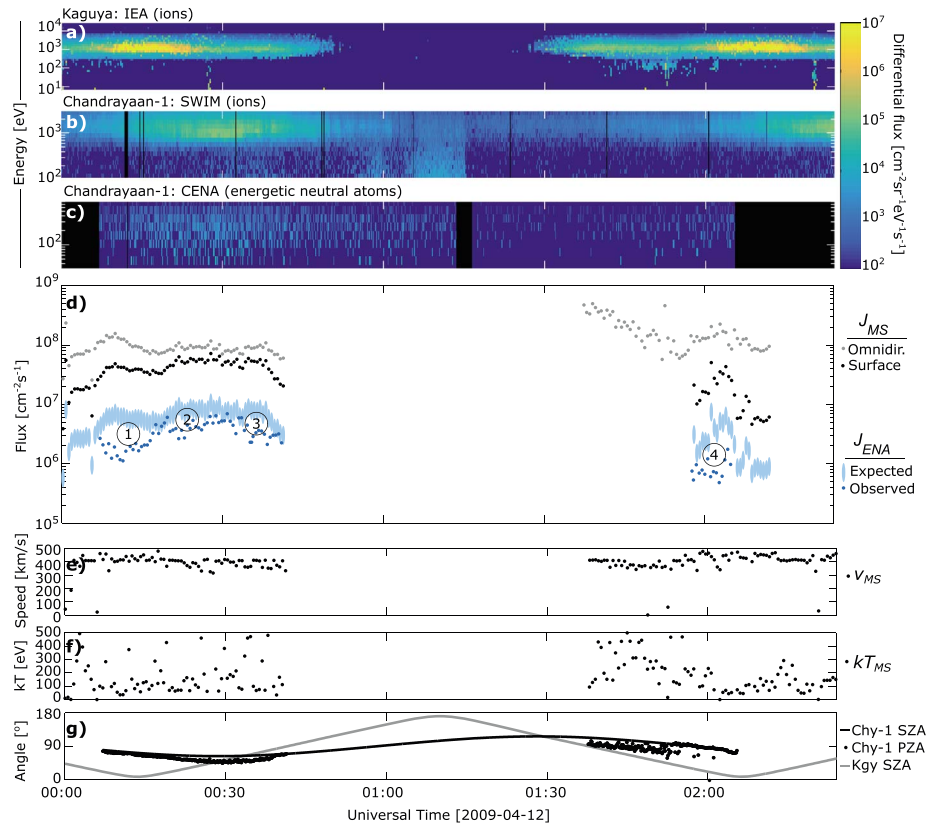 Kaguya: IEA (ions)
a)
10^4
10^3
10^2
10^1
Chandrayaan-1: SWIM (ions)
b)
10^3
10^2
Chandrayaan-1: CENA (energetic neutral atoms)
c)
10^2
Energy [eV]
10^7
10^6
10^5
10^4
10^3
10^2
Differential flux [cm^-2sr^-1eV^-1s^-1]
d)
10^9
10^8
10^7
10^6
10^5
Flux [cm^-2s^-1]
1
2
3
4
J_MS
Omnidir.
Surface
J_ENA
Expected
Observed
e)
500
400
300
200
100
0
Speed [km/s]
v_MS
f)
500
400
300
200
100
0
kT [eV]
kT_MS
g)
180
90
0
Angle [°]
Chy-1 SZA
Chy-1 PZA
Kgy SZA
00:00 00:30 01:00 01:30 02:00
Universal Time [2009-04-12]